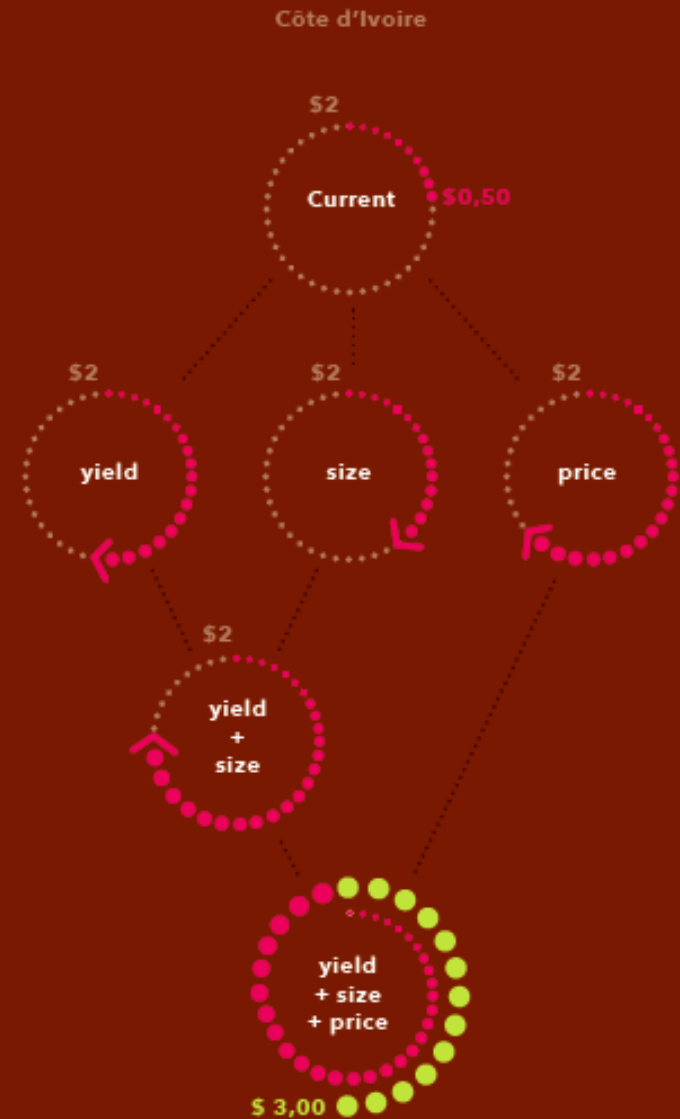 Côte d’Ivoire
$2
Current
$0,50
$2
$2
$2
yield
size
price
$2
yield
+
size
yield
+ size
+ price
$ 3,00